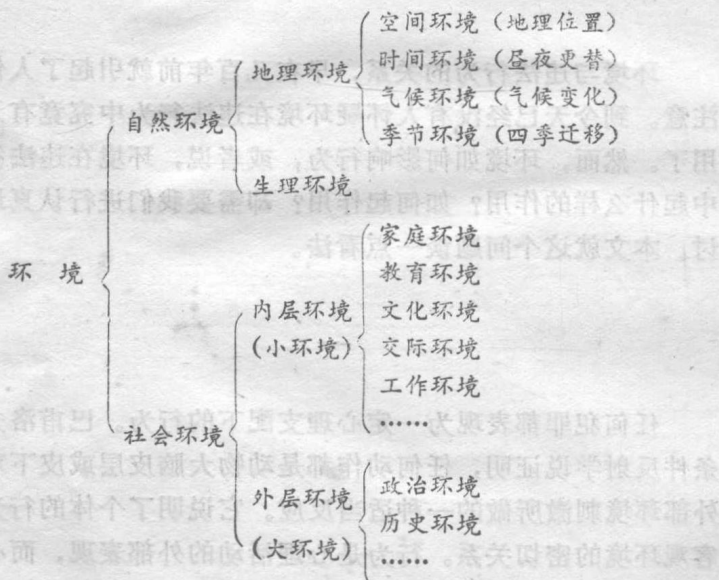 环境
自然环境
地理环境
空间环境（地理位置）
时间环境（昼夜更替）
气候环境（气候变化）
季节环境（四季迁移）
生理环境
社会环境
内层环境
（小环境）
家庭环境
教育环境
文化环境
交际环境
工作环境
……
外层环境
（大环境）
政治环境
历史环境
……